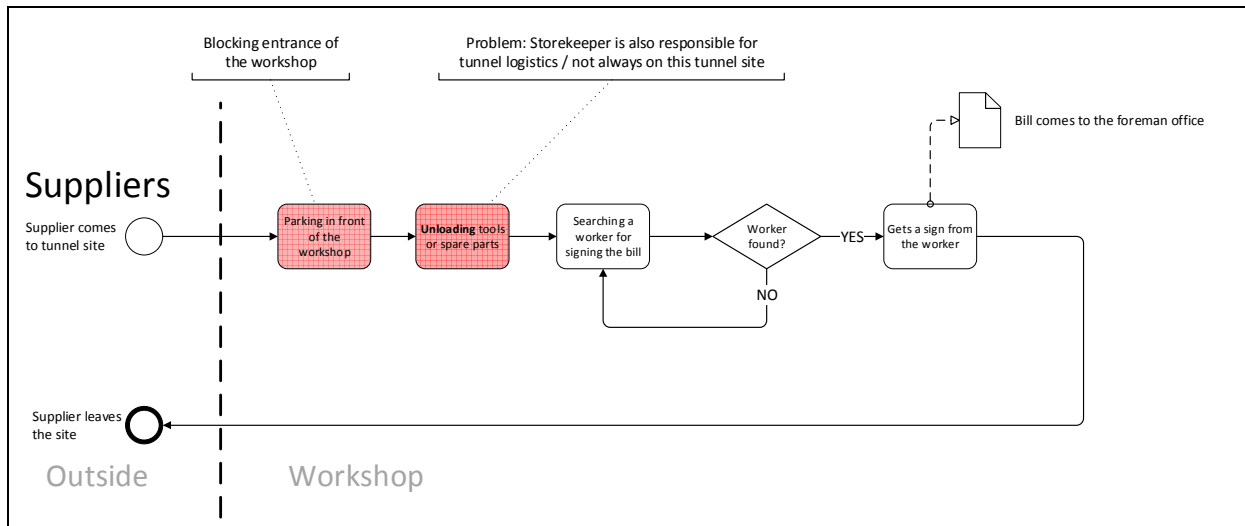 Blocking entrance of
the workshop
Problem: Storekeeper is also responsible for
tunnel logistics / not always on this tunnel site
Bill comes to the foreman office
Suppliers
Supplier comes
to tunnel site
Parking in front
of the
workshop
Unloading tools
or spare parts
Searching a
worker for
signing the bill
Worker
found?
YES
Gets a sign from
the worker
NO
Supplier leaves
the site
Outside
Workshop